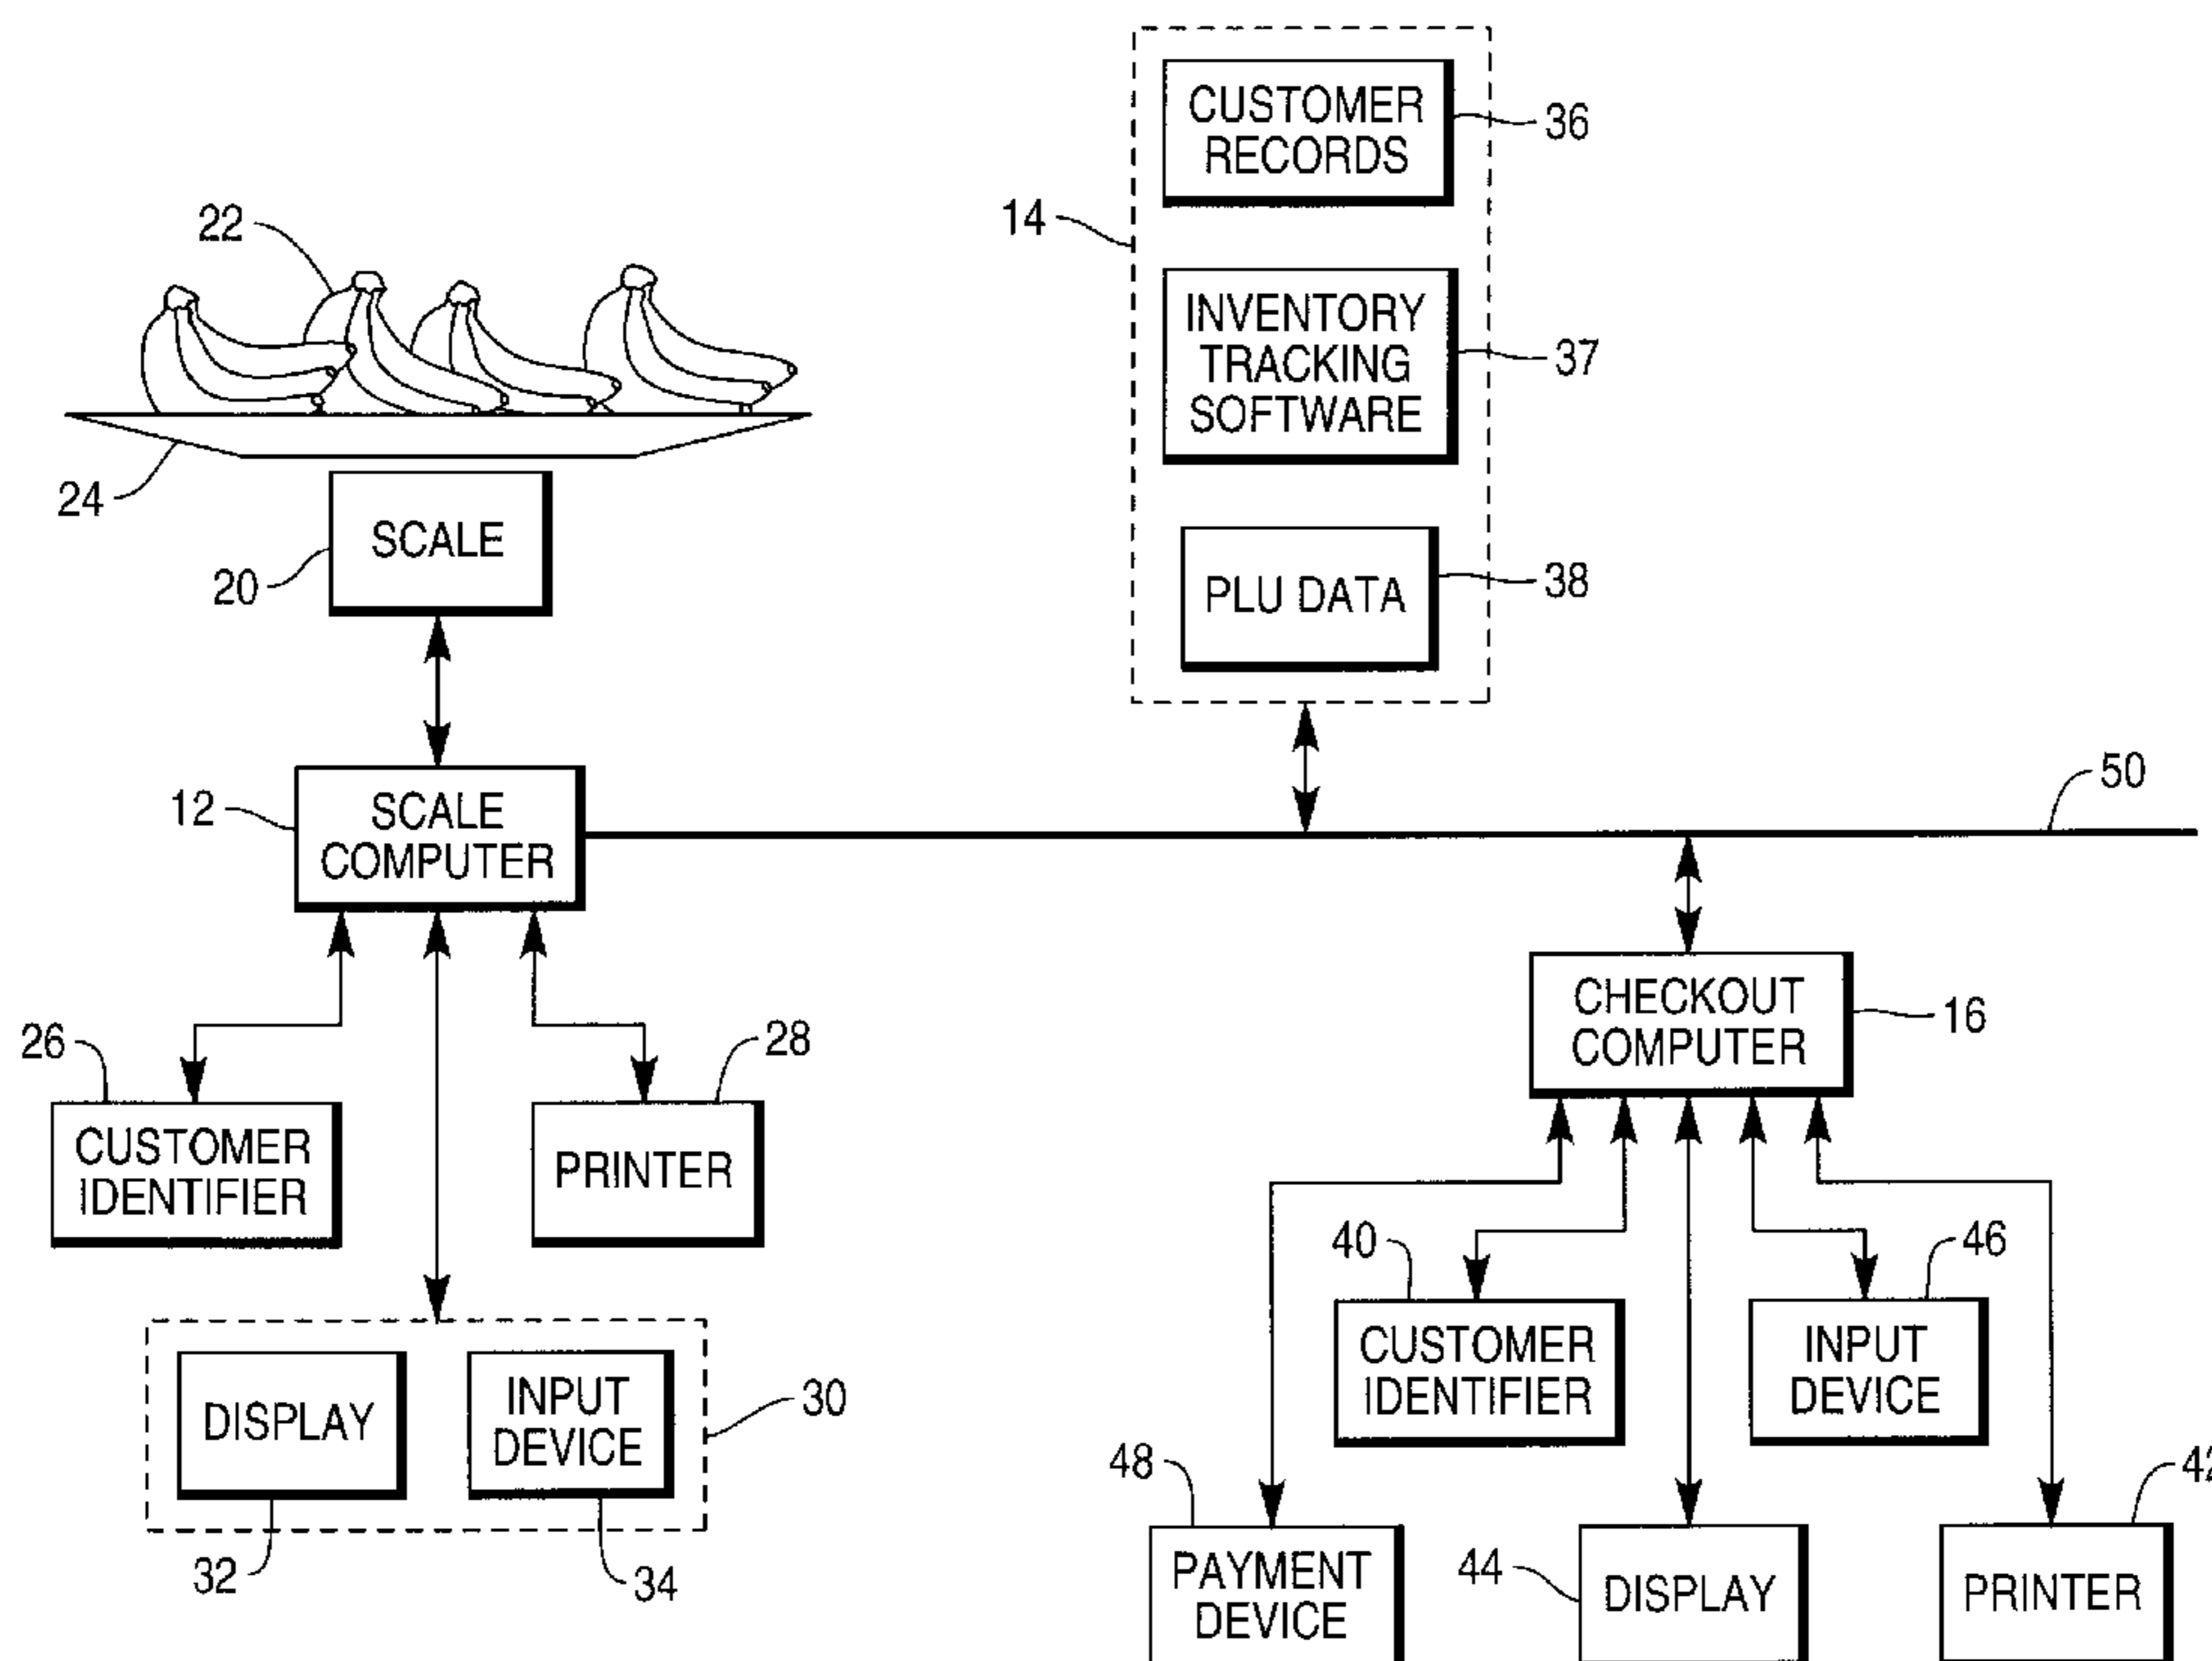 CUSTOMER
RECORDS
36
14
INVENTORY
TRACKING
SOFTWARE
37
PLU DATA
38
22
24
SCALE
20
12
SCALE
COMPUTER
50
CHECKOUT
COMPUTER
16
26
CUSTOMER
IDENTIFIER
28
PRINTER
DISPLAY
INPUT
DEVICE
30
32
34
40
CUSTOMER
IDENTIFIER
46
INPUT
DEVICE
48
PAYMENT
DEVICE
44
DISPLAY
42
PRINTER